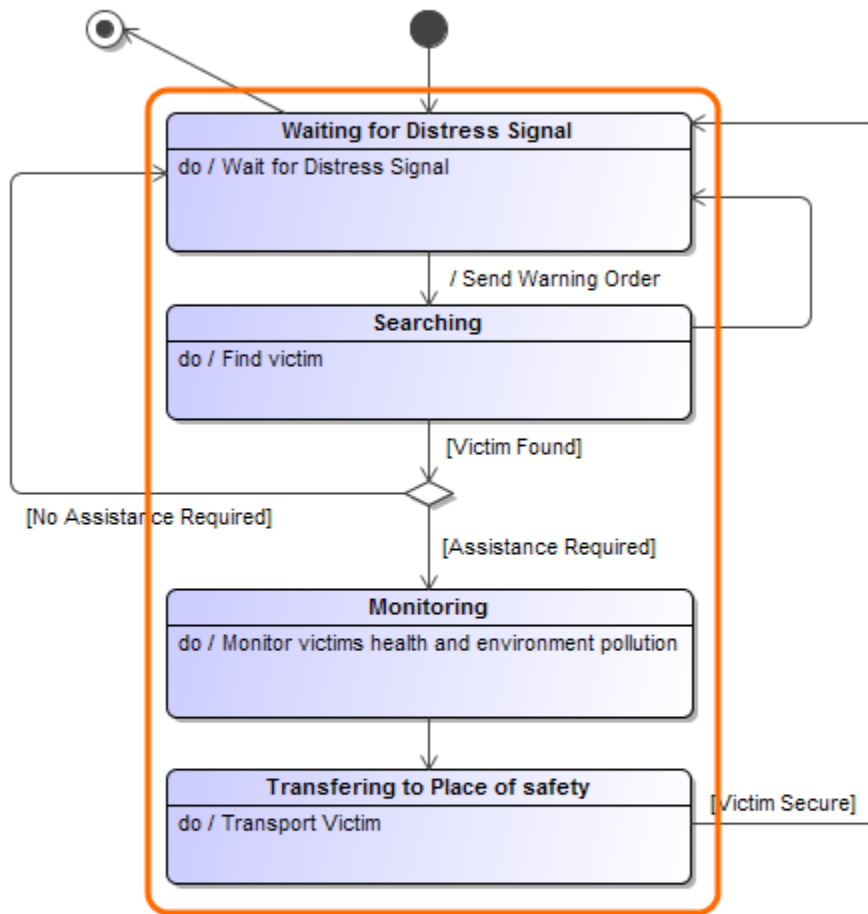 Waiting for Distress Signal
do / Wait for Distress Signal
/ Send Warning Order
Searching
do / Find victim
[Victim Found]
[No Assistance Required]
[Assistance Required]
Monitoring
do / Monitor victims health and environment pollution
Transfering to Place of safety
do / Transport Victim
[Victim Secure]